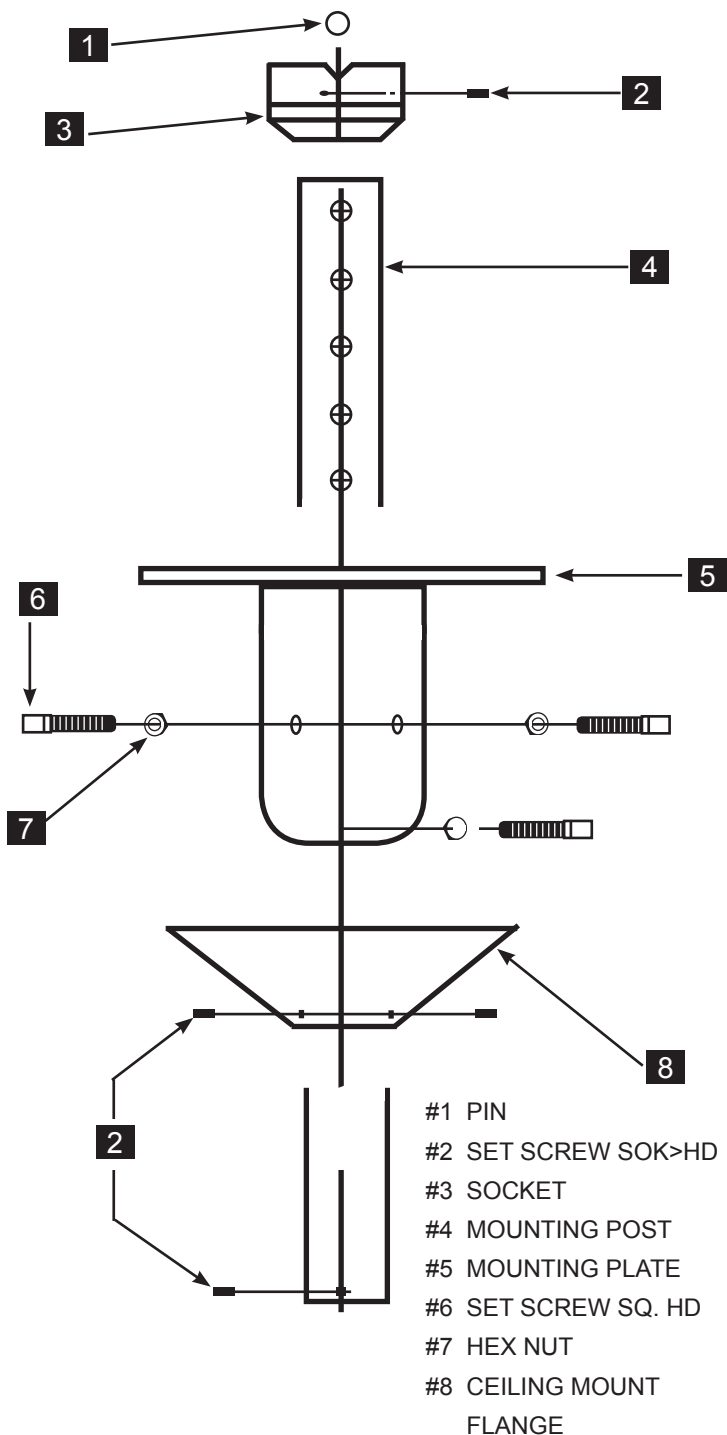 1
2
3
4
5
6
7
8
2
#1 PIN
#2 SET SCREW SOK>HD
#3 SOCKET
#4 MOUNTING POST
#5 MOUNTING PLATE
#6 SET SCREW SQ. HD
#7 HEX NUT
#8 CEILING MOUNT
FLANGE